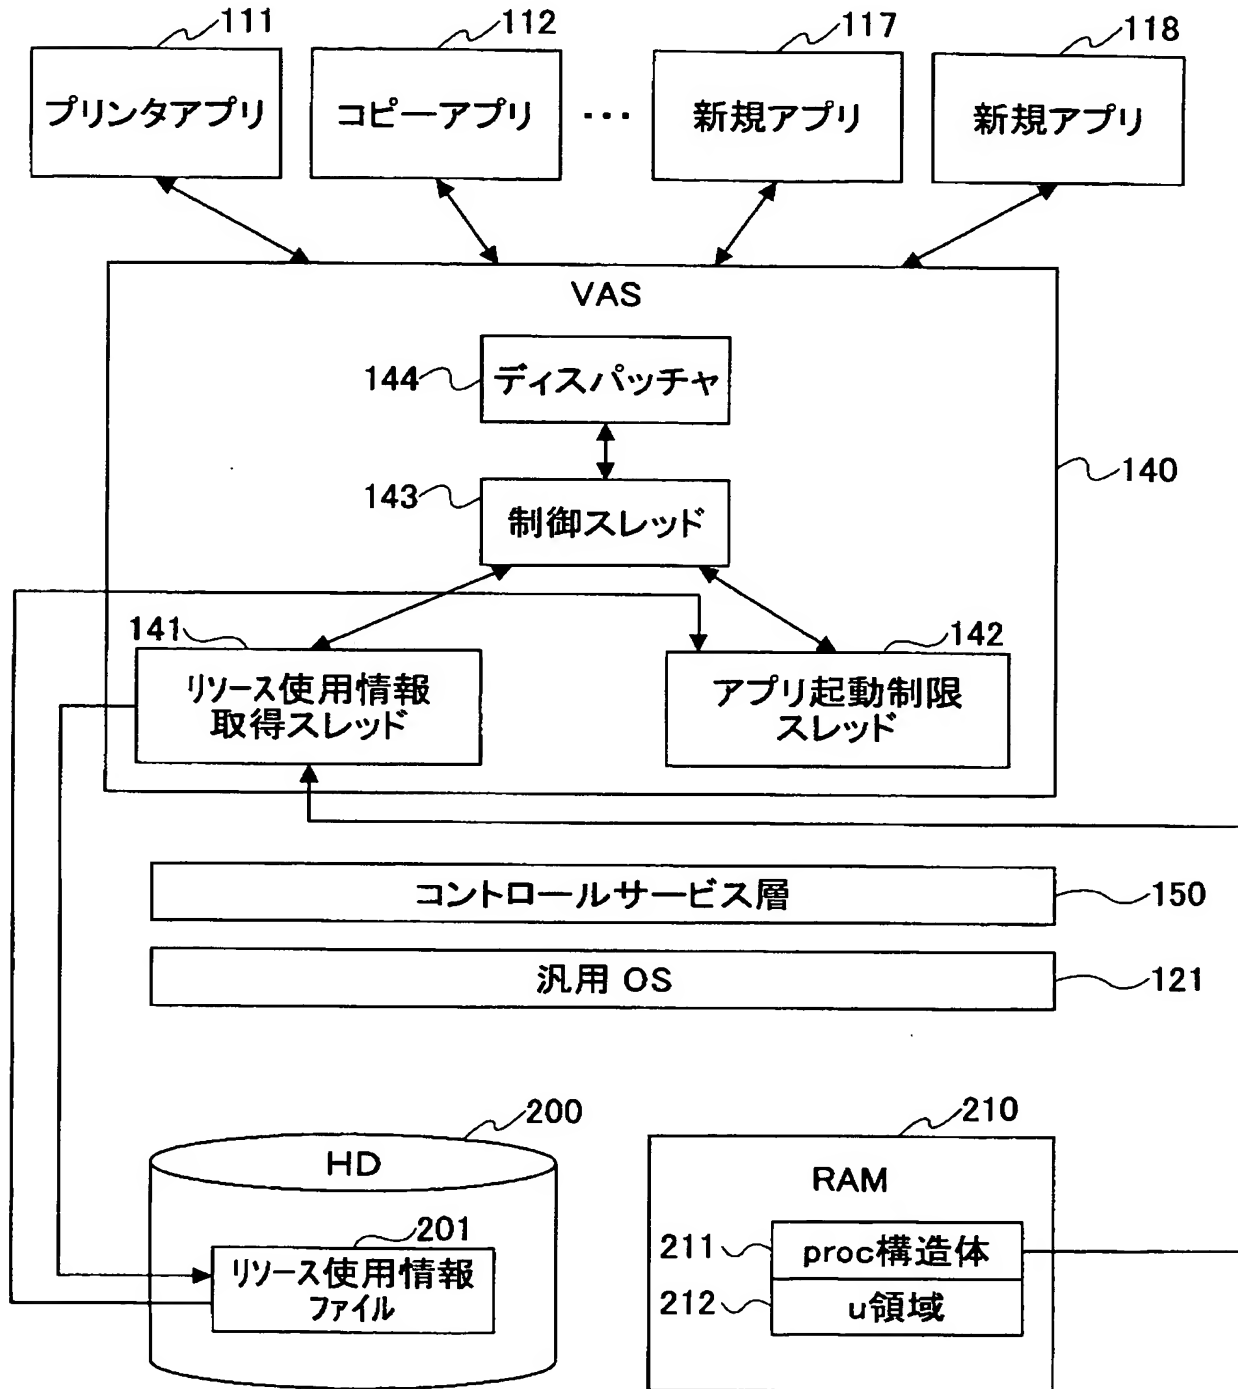 111
112
117
118
プリンタアプリ
コピーアプリ
・・・
新規アプリ
新規アプリ
VAS
144
ディスパッチャ
140
143
制御スレッド
141
142
リソース使用情報
取得スレッド
アプリ起動制限
スレッド
コントロールサービス層
150
汎用 OS
121
200
210
HD
RAM
201
リソース使用情報
ファイル
211
proc構造体
212
u領域